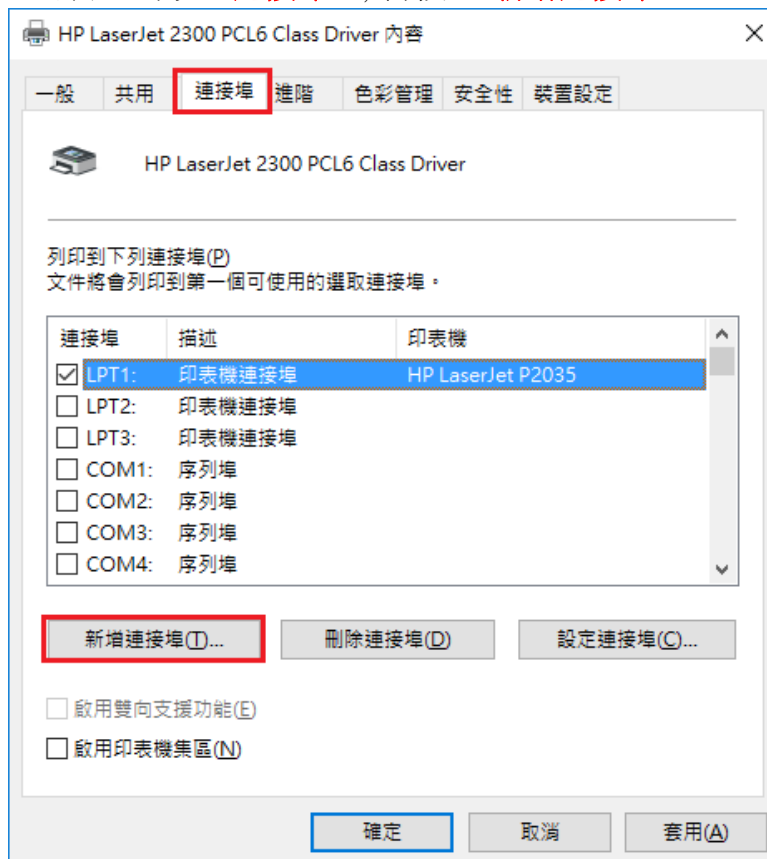 HP LaserJet 2300 PCL6 Class Driver 內容
一般 共用 連接埠 進階 色彩管理 安全性 裝置設定
HP LaserJet 2300 PCL6 Class Driver
列印到下列連接埠(P)
文件將會列印到第一個可使用的選取連接埠。
連接埠 描述 印表機
LPT1: 印表機連接埠 HP LaserJet P2035
LPT2: 印表機連接埠
LPT3: 印表機連接埠
COM1: 序列埠
COM2: 序列埠
COM3: 序列埠
COM4: 序列埠
新增連接埠(T)... 刪除連接埠(D) 設定連接埠(C)...
啟用雙向支援功能(E)
啟用印表機集區(N)
確定 取消 套用(A)